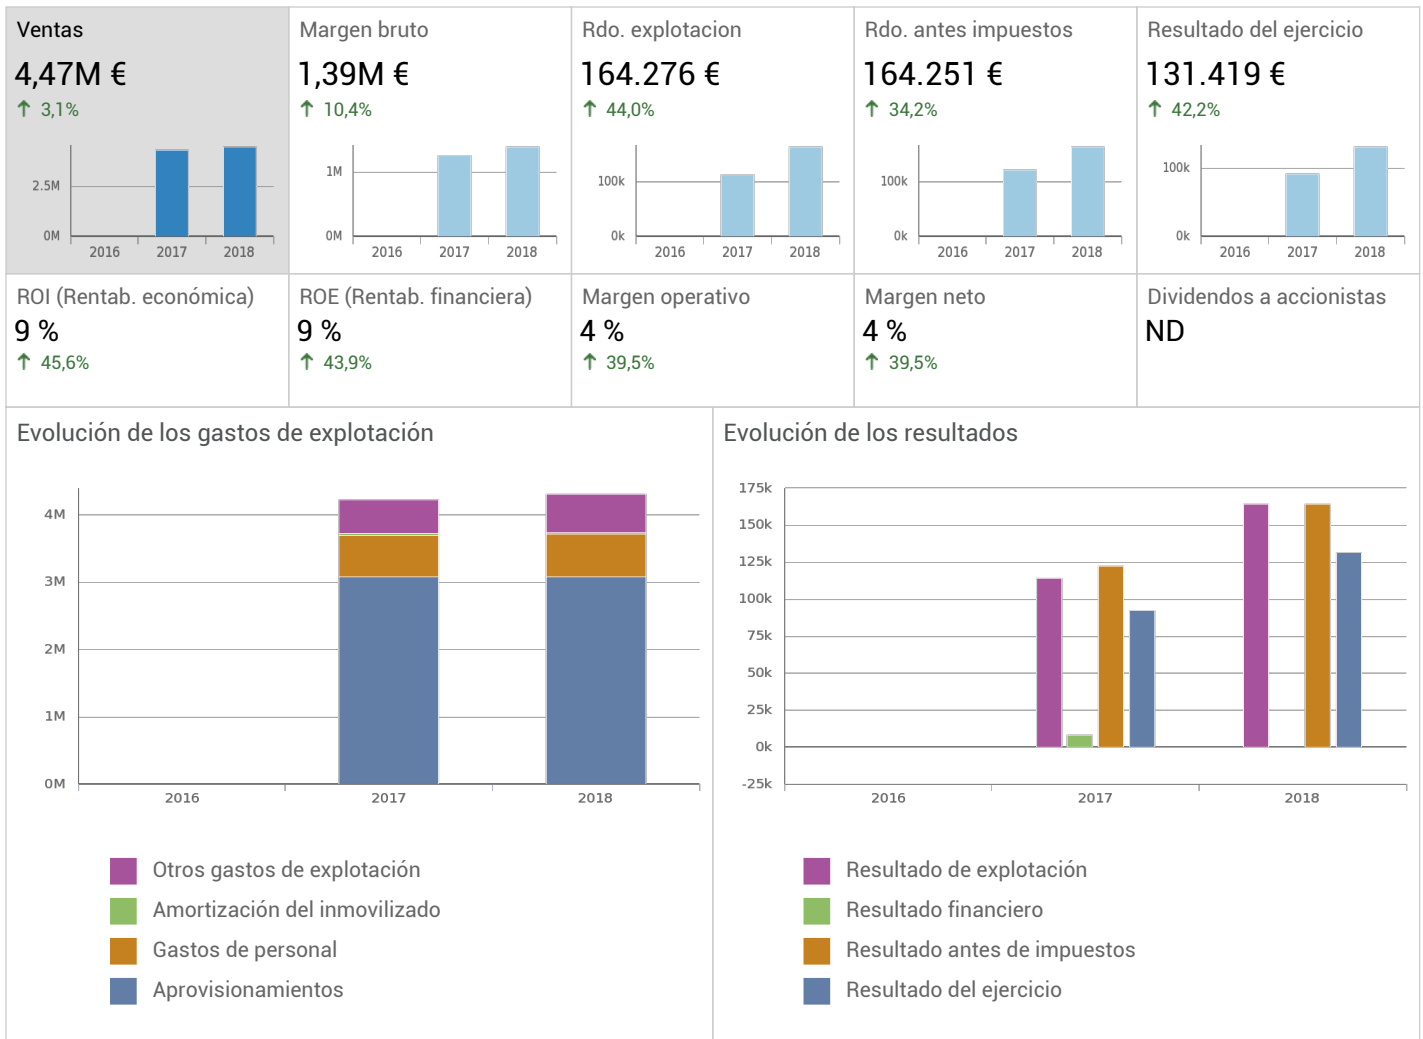 Ventas
4,47M €
3,1%
2.5M
0M
2016 2017 2018
Margen bruto
1,39M €
10,4%
1M
0M
2016 2017 2018
Rdo. explotacion
164.276 €
44,0%
100k
0k
2016 2017 2018
Rdo. antes impuestos
164.251 €
34,2%
100k
0k
2016 2017 2018
Resultado del ejercicio
131.419 €
42,2%
100k
0k
2016 2017 2018
ROI (Rentab. económica)
9 %
45,6%
ROE (Rentab. financiera)
9 %
43,9%
Margen operativo
4 %
39,5%
Margen neto
4 %
39,5%
Dividendos a accionistas
ND
Evolución de los gastos de explotación
4M
3M
2M
1M
0M
2016 2017 2018
Otros gastos de explotación
Amortización del inmovilizado
Gastos de personal
Aprovisionamientos
Evolución de los resultados
175k
150k
125k
100k
75k
50k
25k
0k
-25k
2016 2017 2018
Resultado de explotación
Resultado financiero
Resultado antes de impuestos
Resultado del ejercicio